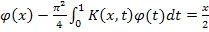 φ(x) − π²/4 ∫₀¹ K(x,t)φ(t)dt = x/2